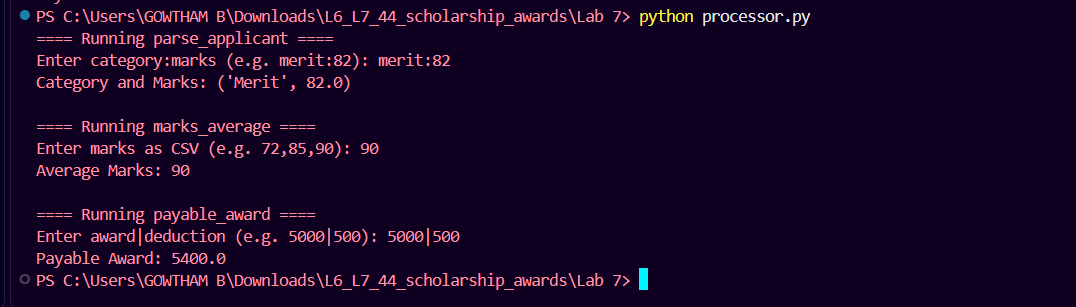 PS C:\Users\GOWTHAM B\Downloads\L6_L7_44_scholarship_awards\Lab 7> python processor.py
==== Running parse_applicant ====
Enter category:marks (e.g. merit:82): merit:82
Category and Marks: ('Merit', 82.0)

==== Running marks_average ====
Enter marks as CSV (e.g. 72,85,90): 90
Average Marks: 90

==== Running payable_award ====
Enter award|deduction (e.g. 5000|500): 5000|500
Payable Award: 5400.0
PS C:\Users\GOWTHAM B\Downloads\L6_L7_44_scholarship_awards\Lab 7>